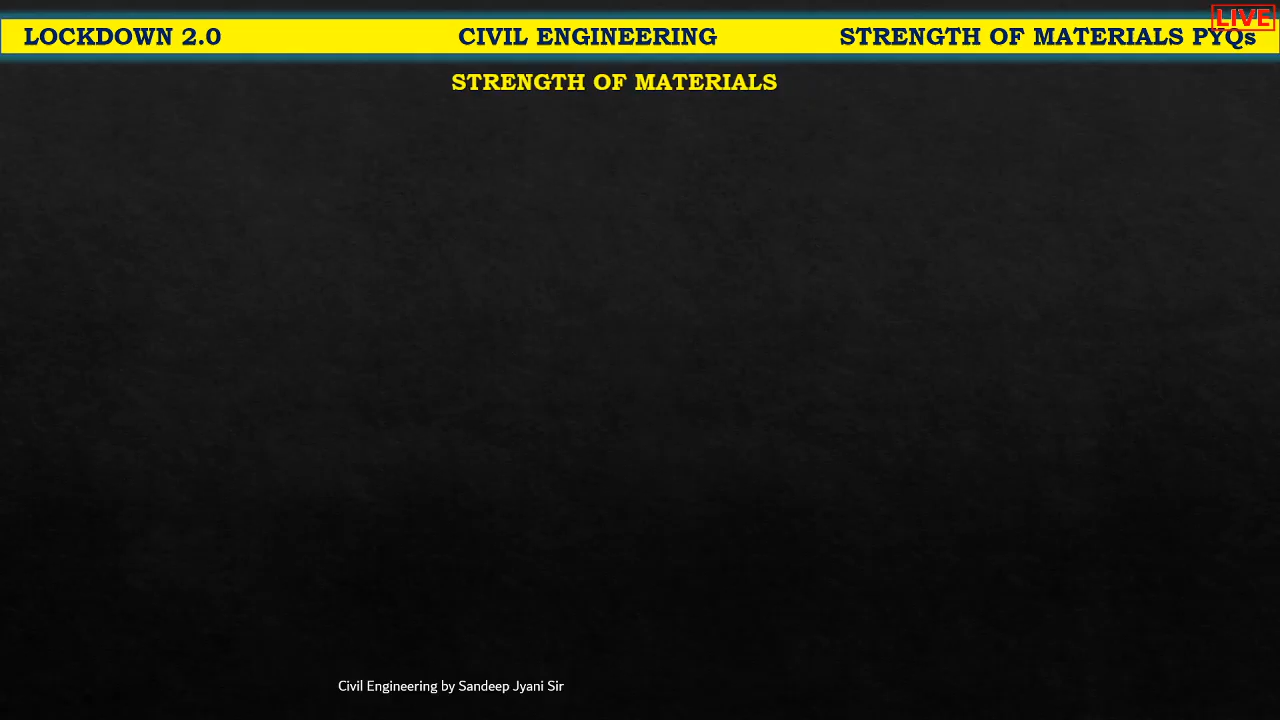 LIVE
LOCKDOWN 2.0 CIVIL ENGINEERING STRENGTH OF MATERIALS PYQs
STRENGTH OF MATERIALS
Civil Engineering by Sandeep Jyani Sir